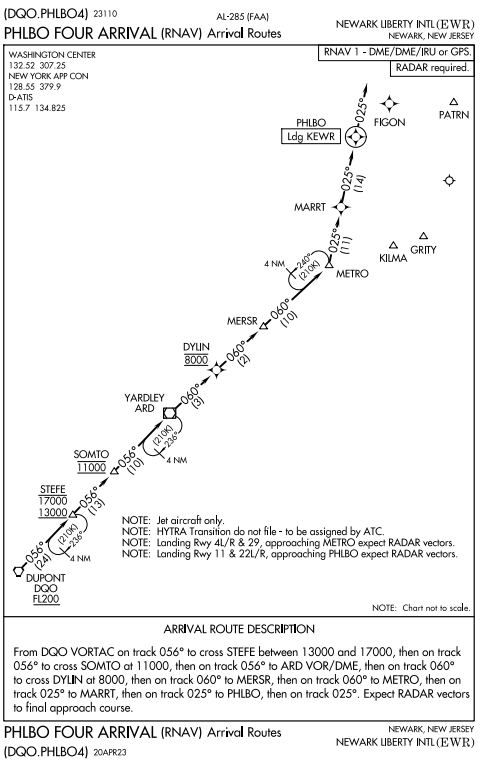 (DQO.PHLBO4) 23110
AL-285 (FAA)
PHLBO FOUR ARRIVAL (RNAV) Arrival Routes
NEWARK LIBERTY INTL (EWR)
NEWARK, NEW JERSEY
WASHINGTON CENTER
132.52 307.25
NEW YORK APP CON
128.55 379.9
D-ATIS
115.7 134.825
RNAV 1 - DME/DME/IRU or GPS.
RADAR required.
025°
FIGON
PATRN
PHLBO
Ldg KEWR
025°
(14)
MARRT
025°
(11)
KILMA
GRITY
4 NM
240°
(210K)
METRO
060°
(10)
MERSR
060°
(2)
DYLIN
8000
060°
(3)
YARDLEY
ARD
(210K)
236°
4 NM
056°
(10)
SOMTO
11000
056°
(13)
STEFE
17000
13000
(210K)
236°
4 NM
056°
(24)
DUPONT
DQO
FL200
NOTE: Jet aircraft only.
NOTE: HYTRA Transition do not file - to be assigned by ATC.
NOTE: Landing Rwy 4L/R & 29, approaching METRO expect RADAR vectors.
NOTE: Landing Rwy 11 & 22L/R, approaching PHLBO expect RADAR vectors.
NOTE: Chart not to scale.
ARRIVAL ROUTE DESCRIPTION
From DQO VORTAC on track 056° to cross STEFE between 13000 and 17000, then on track
056° to cross SOMTO at 11000, then on track 056° to ARD VOR/DME, then on track 060°
to cross DYLIN at 8000, then on track 060° to MERSR, then on track 060° to METRO, then on
track 025° to MARRT, then on track 025° to PHLBO, then on track 025°. Expect RADAR vectors
to final approach course.
PHLBO FOUR ARRIVAL (RNAV) Arrival Routes
NEWARK, NEW JERSEY
NEWARK LIBERTY INTL (EWR)
(DQO.PHLBO4) 20APR23